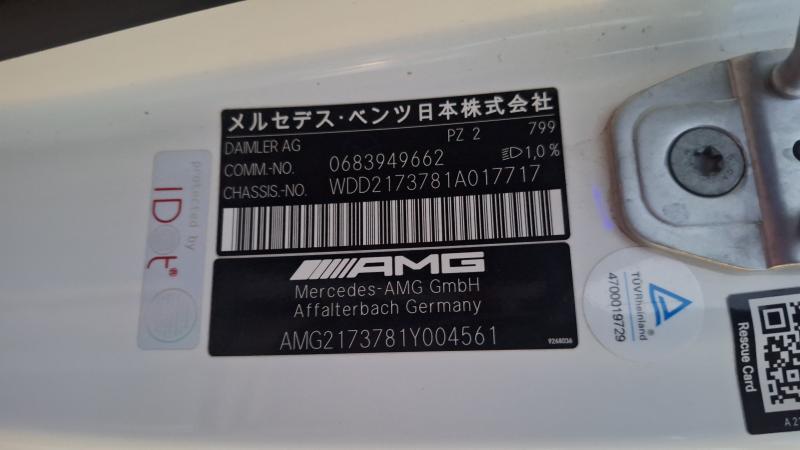 メルセデス・ベンツ日本株式会社
DAIMLER AG PZ 2 799
COMM.-NO. 0683949662 1,0 %
CHASSIS.-NO. WDD2173781A017717
AMG
Mercedes-AMG GmbH
Affalterbach Germany
AMG2173781Y004561
9268036
protected by
IDot®
TÜVRheinland®
4700019729
Rescue Card